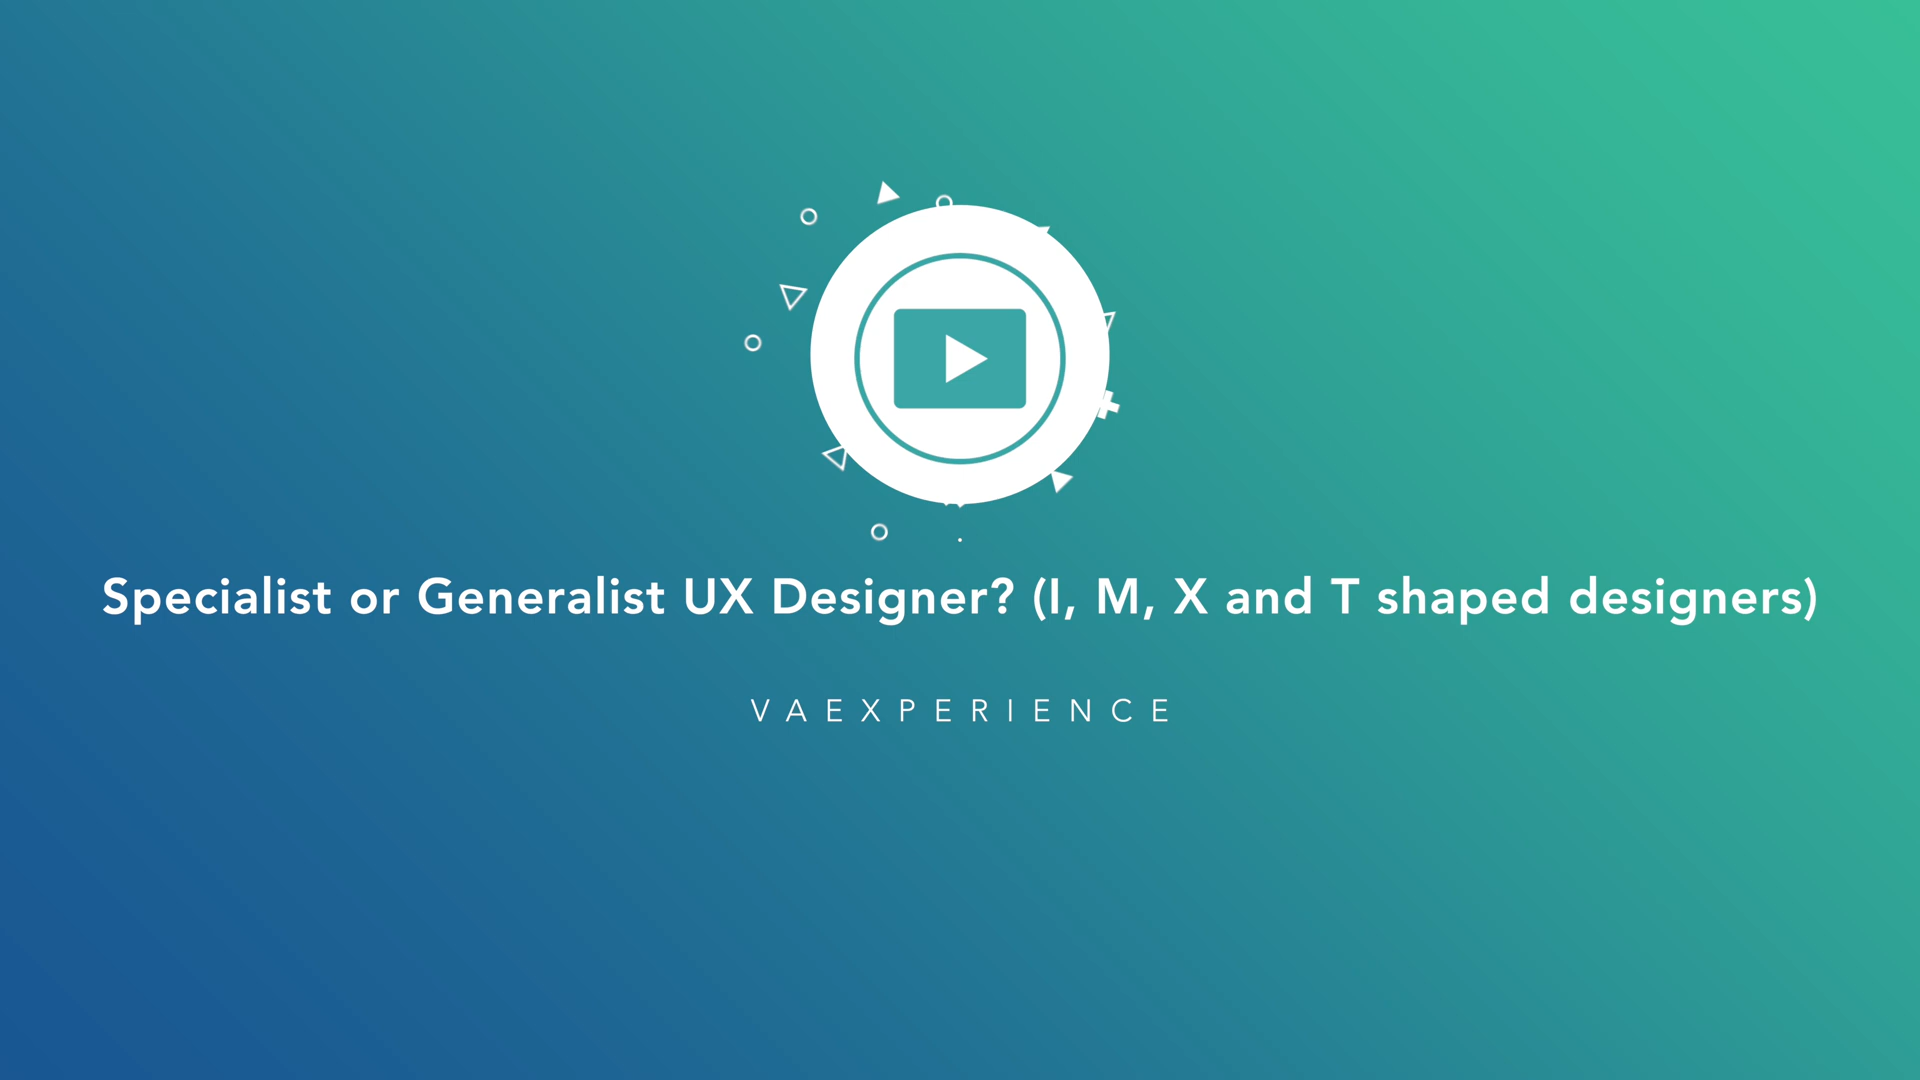 Specialist or Generalist UX Designer? (I, M, X and T shaped designers)
VAEXPERIENCE